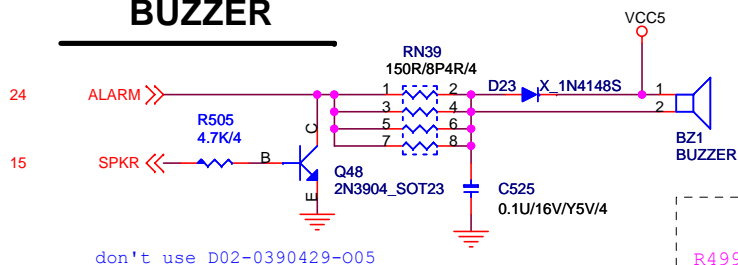 BUZZER
VCC5
RN39
150R/8P4R/4
D23 X_1N4148S
24 ALARM 1 2 1
3 4 2
R505
4.7K/4
C
5 6
BZ1
BUZZER
15 SPKR B 7 8
Q48
2N3904_SOT23
E
C525
0.1U/16V/Y5V/4
don't use D02-0390429-O05
R499